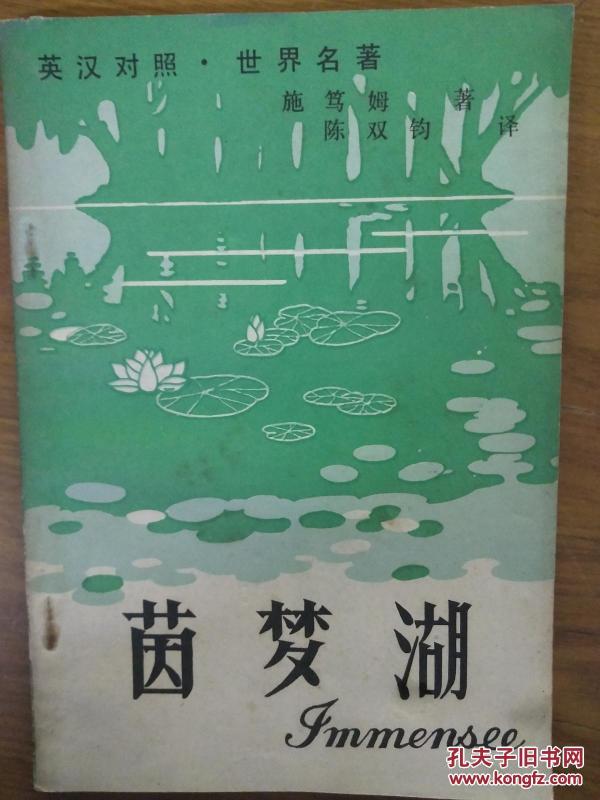 英汉对照·世界名著
施笃姆 著
陈双钧 译
茵梦湖
Immensee
孔夫子旧书网
www.kongfz.com